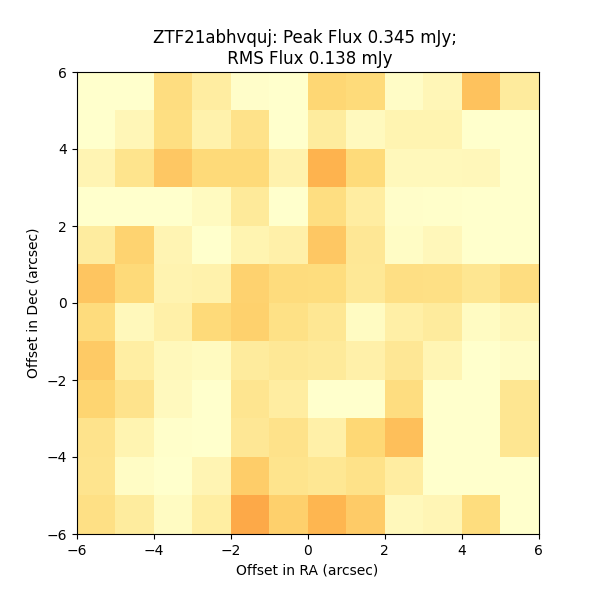 ZTF21abhvquj: Peak Flux 0.345 mJy;
RMS Flux 0.138 mJy
6
4
2
0
−2
−4
−6
Offset in Dec (arcsec)
−6 −4 −2 0 2 4 6
Offset in RA (arcsec)